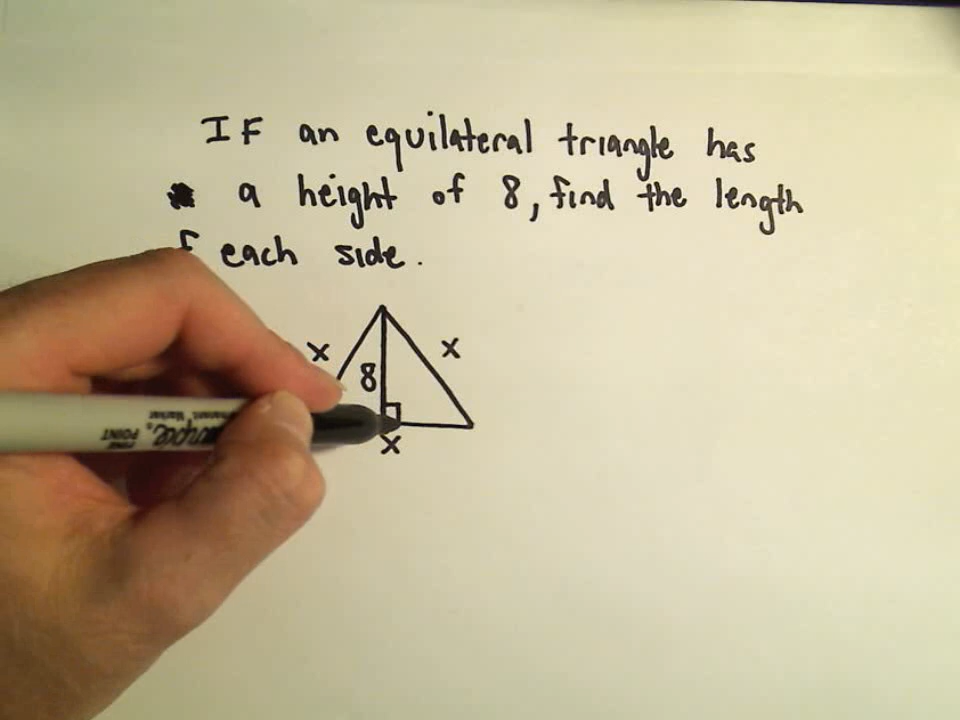 IF an equilateral triangle has
a height of 8, find the length
f each side.
x
x
8
x